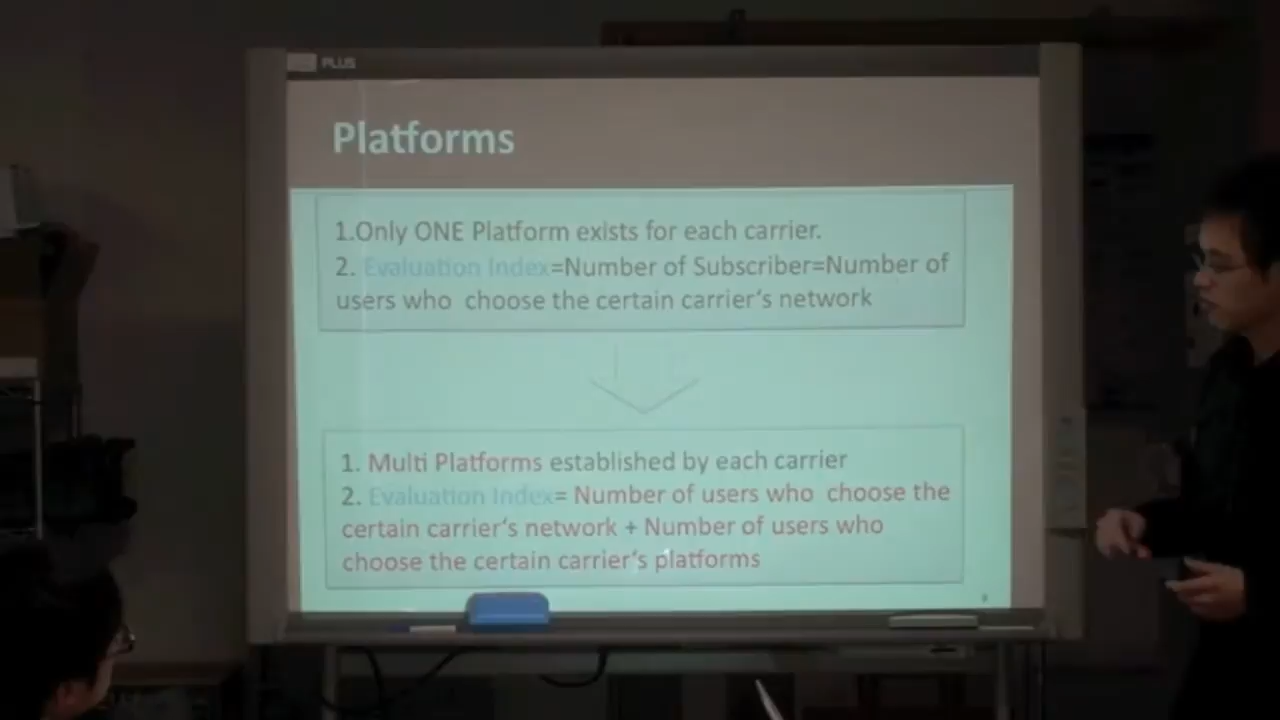 PLUS
Platforms
1.Only ONE Platform exists for each carrier.
2. Evaluation Index=Number of Subscriber=Number of
users who choose the certain carrier's network
1. Multi Platforms established by each carrier
2. Evaluation Index= Number of users who choose the
certain carrier's network + Number of users who
choose the certain carrier's platforms